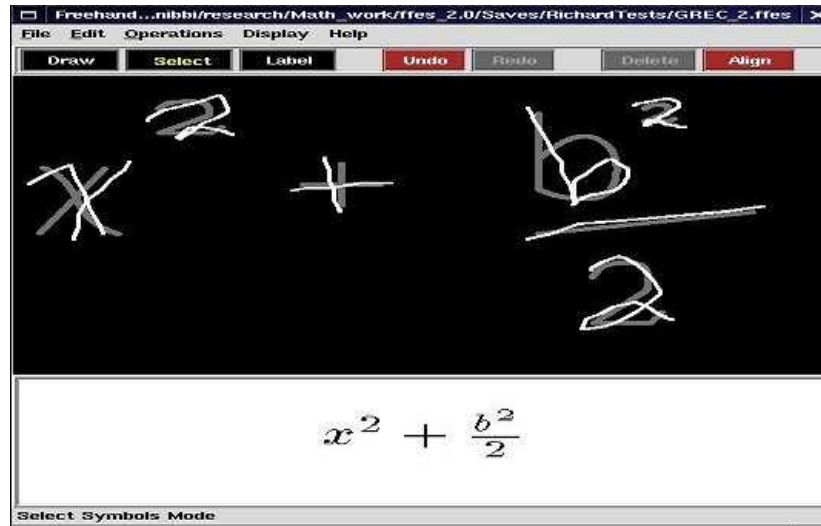 Freehand...nibbi/research/Math_work/ffes_2.0/Saves/RichardTests/GREC_2.ffes
File Edit Operations Display Help
Draw Select Label Undo Redo Delete Align
x² + b²/2
x² + b²/2
Select Symbols Mode